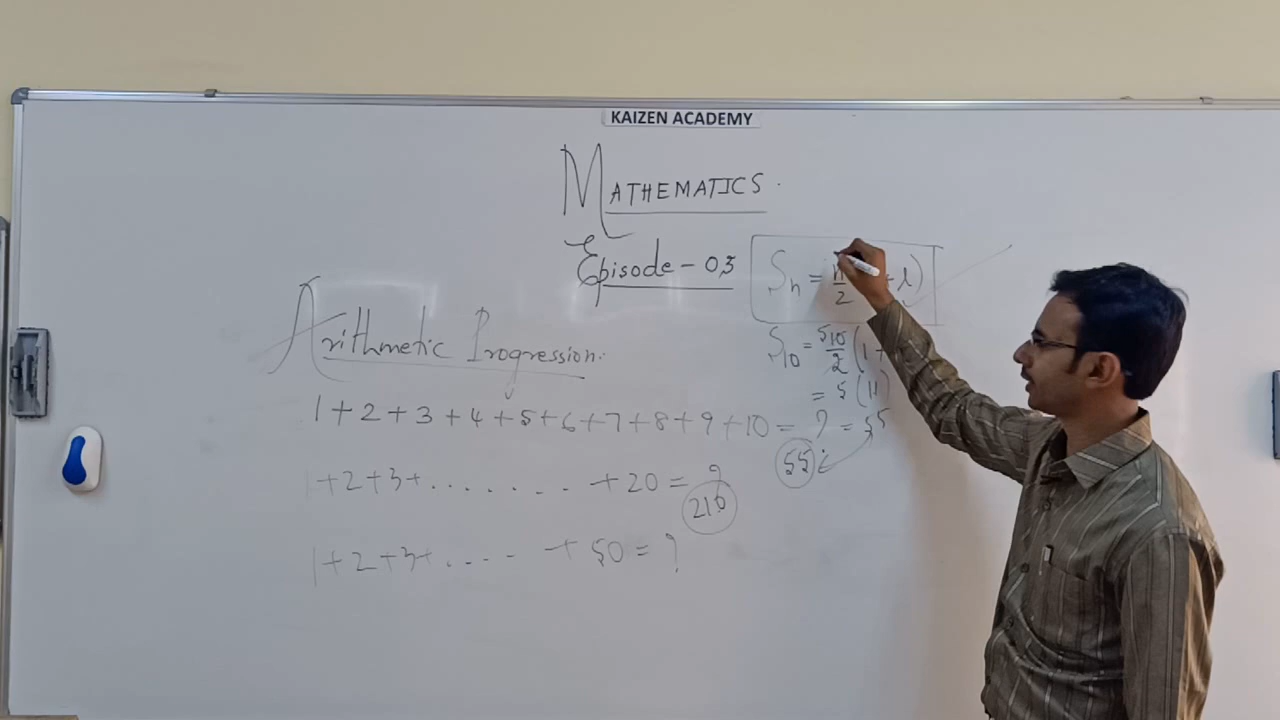 KAIZEN ACADEMY
MATHEMATICS.
Episode - 03
Sn = n/2 +l)
Arithmetic Progression.
S10 = 5 10/2 (1+
= 5 (11)
1+2+3+4+5+6+7+8+9+10 = ? = 55
55
1+2+3+....... +20 = ?
210
1+2+3+.... + 50 = ?